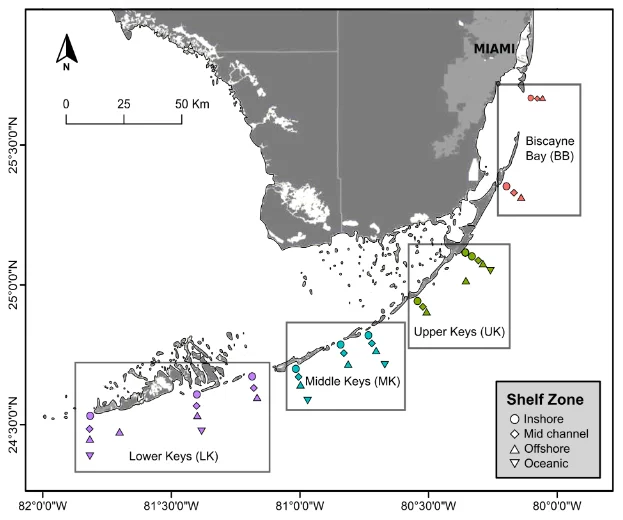 MIAMI
N
0 25 50 Km
Biscayne
Bay (BB)
25°30'0"N
25°0'0"N
24°30'0"N
Upper Keys (UK)
Middle Keys (MK)
Lower Keys (LK)
Shelf Zone
Inshore
Mid channel
Offshore
Oceanic
82°0'0"W 81°30'0"W 81°0'0"W 80°30'0"W 80°0'0"W